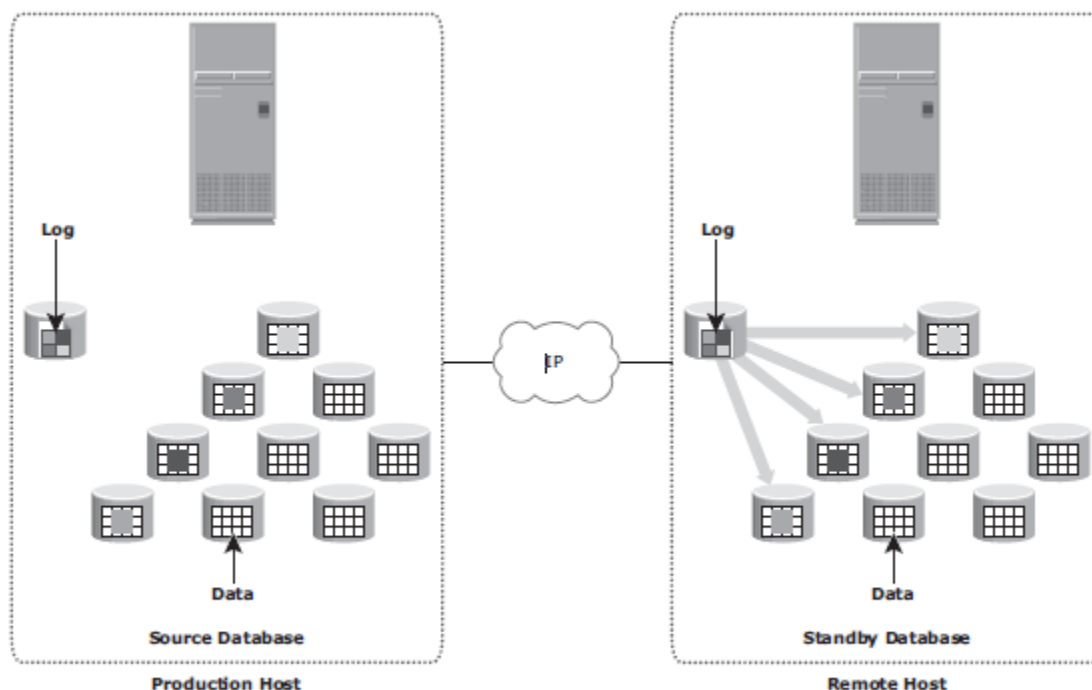 Log
Log
IP
Data
Data
Source Database
Standby Database
Production Host
Remote Host